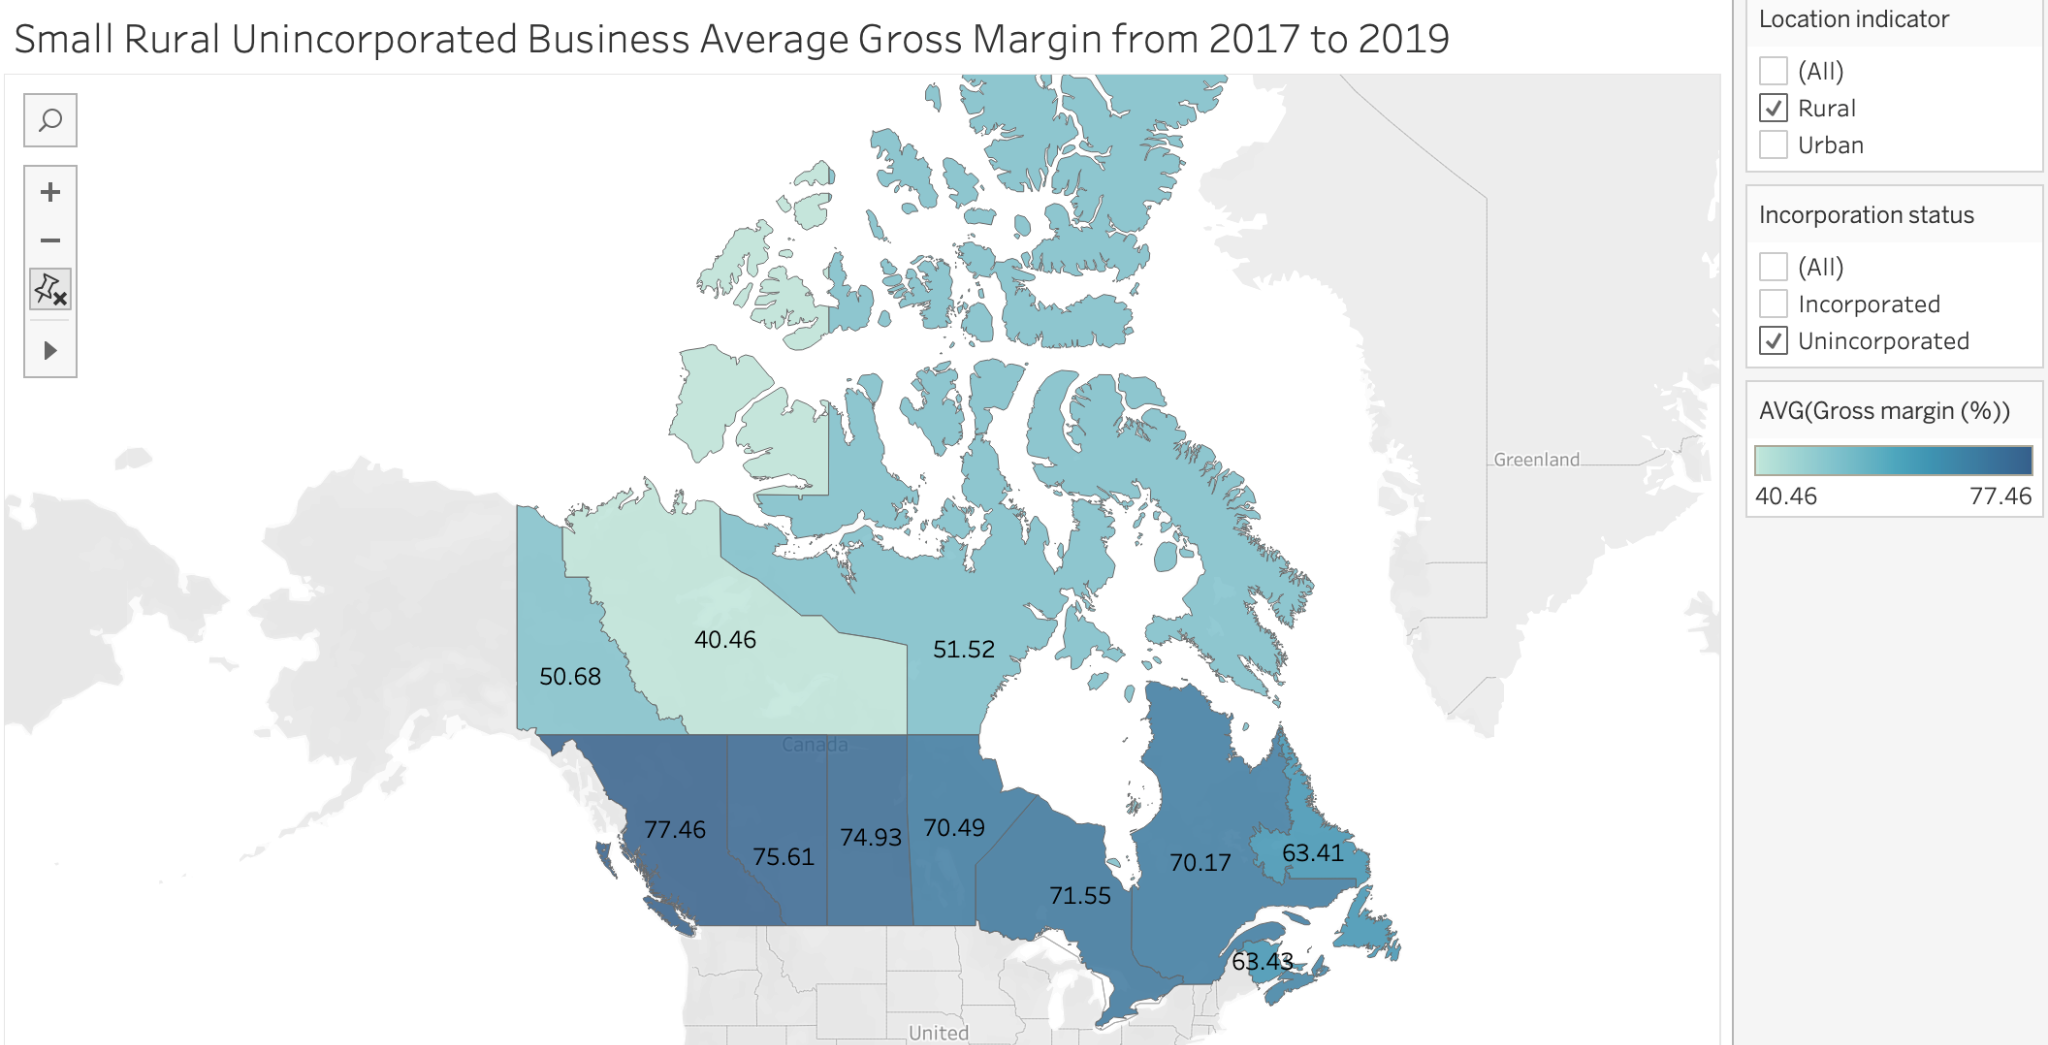 Small Rural Unincorporated Business Average Gross Margin from 2017 to 2019
Greenland
40.46
51.52
50.68
Canada
77.46
75.61
74.93
70.49
71.55
70.17
63.41
63.43
United
Location indicator
(All)
Rural
Urban
Incorporation status
(All)
Incorporated
Unincorporated
AVG(Gross margin (%))
40.46 77.46